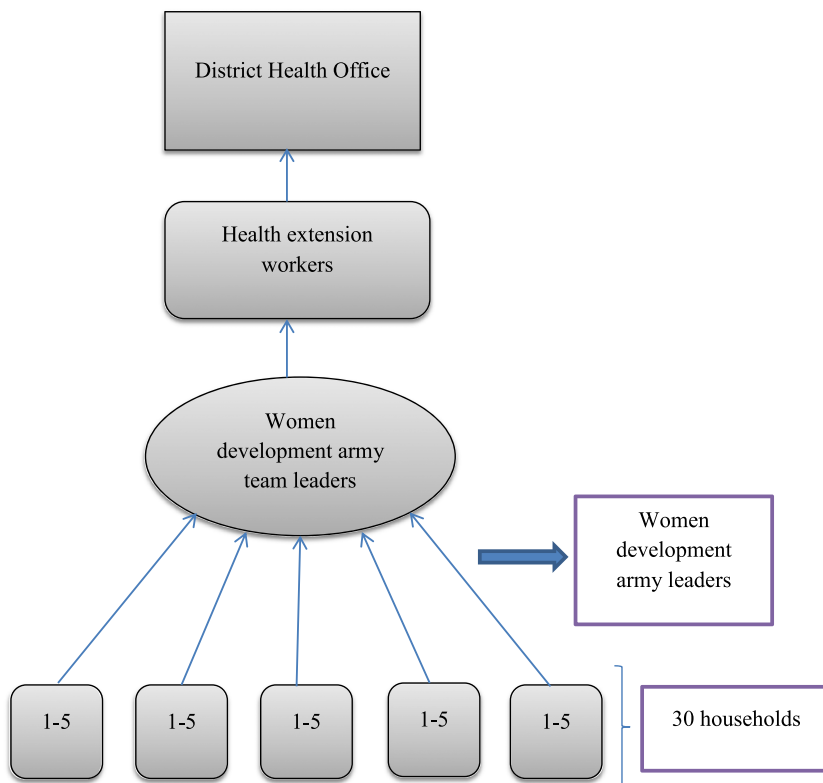 District Health Office
Health extension
workers
Women
development army
team leaders
Women
development
army leaders
1-5
1-5
1-5
1-5
1-5
30 households